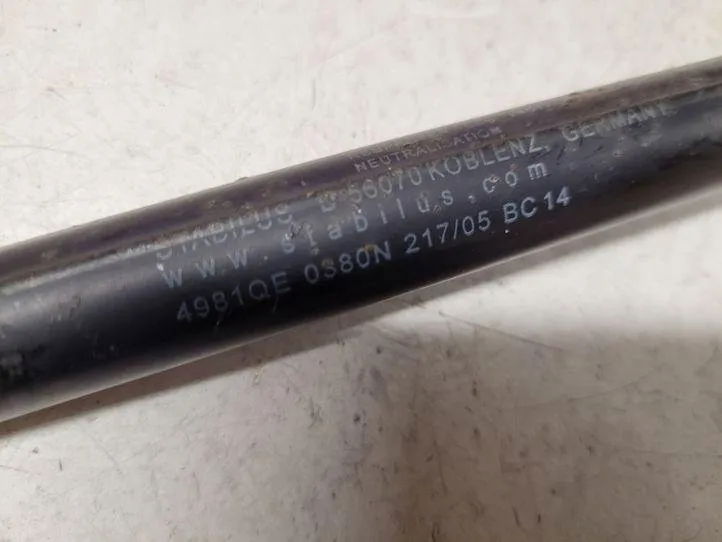 NEUTRALISATION
STABILUS D-56070 KOBLENZ, GERMANY
www.stabilus.com
4981QE 0380N 217/05 BC14